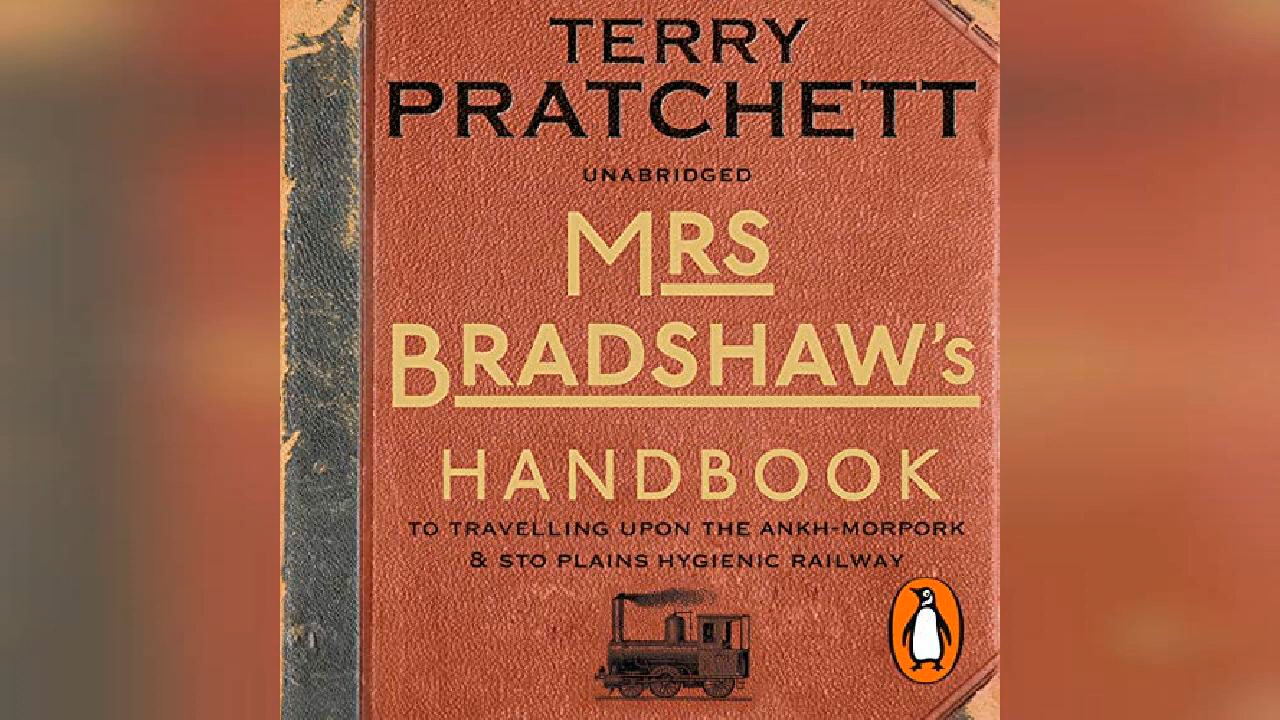 TERRY
PRATCHETT
UNABRIDGED
MRS
BRADSHAW'S
HANDBOOK
TO TRAVELLING UPON THE ANKH-MORPORK
& STO PLAINS HYGIENIC RAILWAY